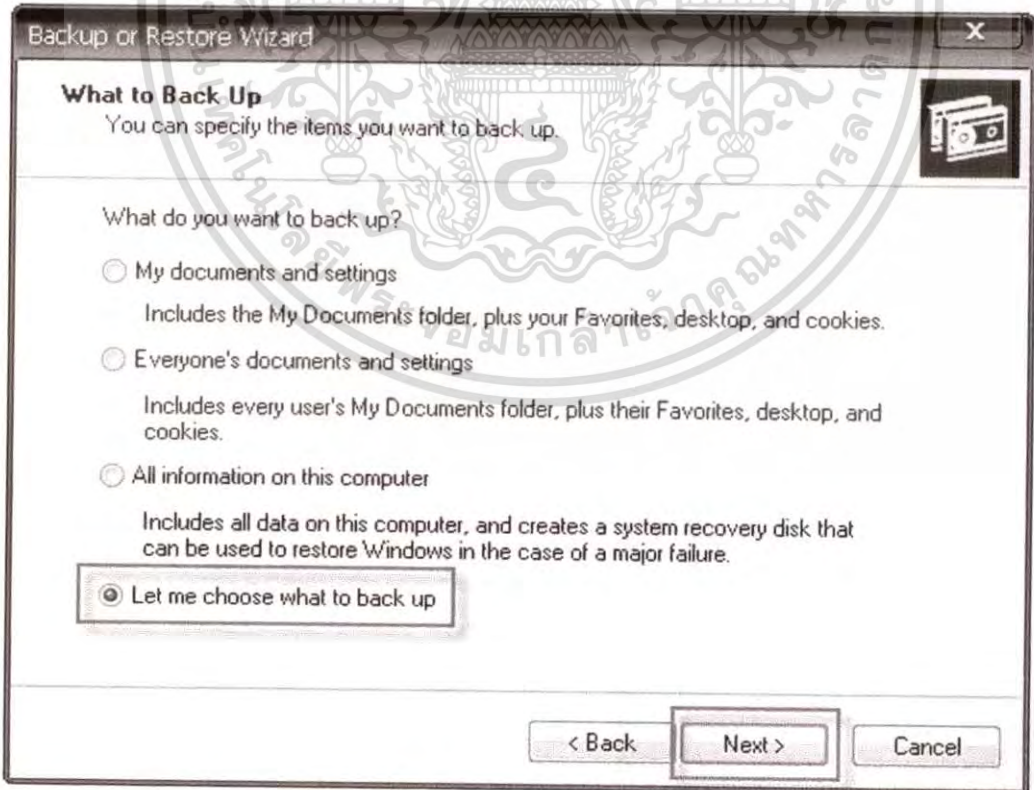 Backup or Restore Wizard
What to Back Up
You can specify the items you want to back up.
What do you want to back up?
My documents and settings
Includes the My Documents folder, plus your Favorites, desktop, and cookies.
Everyone's documents and settings
Includes every user's My Documents folder, plus their Favorites, desktop, and
cookies.
All information on this computer
Includes all data on this computer, and creates a system recovery disk that
can be used to restore Windows in the case of a major failure.
Let me choose what to back up
< Back
Next >
Cancel